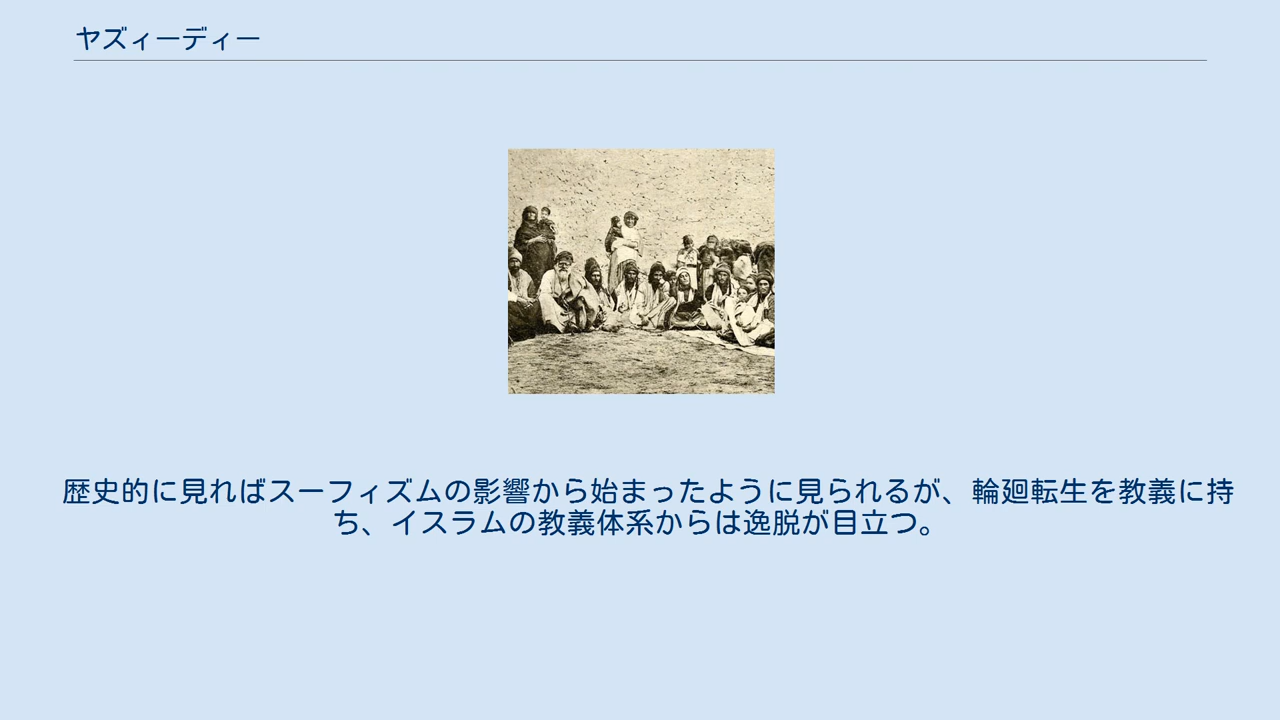 ヤズィーディー
歴史的に見ればスーフィズムの影響から始まったように見られるが、輪廻転生を教義に持
ち、イスラムの教義体系からは逸脱が目立つ。